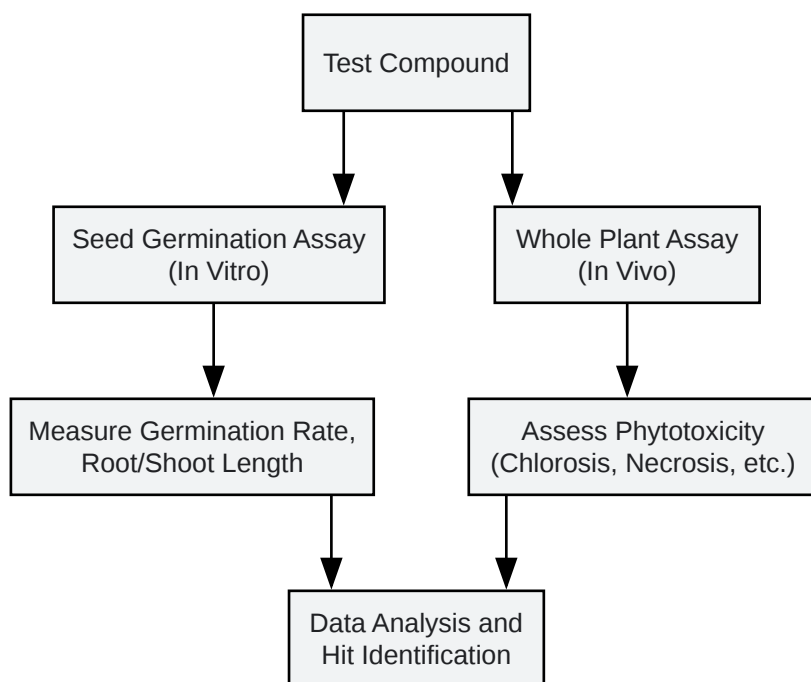 Test Compound
Seed Germination Assay
(In Vitro)
Whole Plant Assay
(In Vivo)
Measure Germination Rate,
Root/Shoot Length
Assess Phytotoxicity
(Chlorosis, Necrosis, etc.)
Data Analysis and
Hit Identification